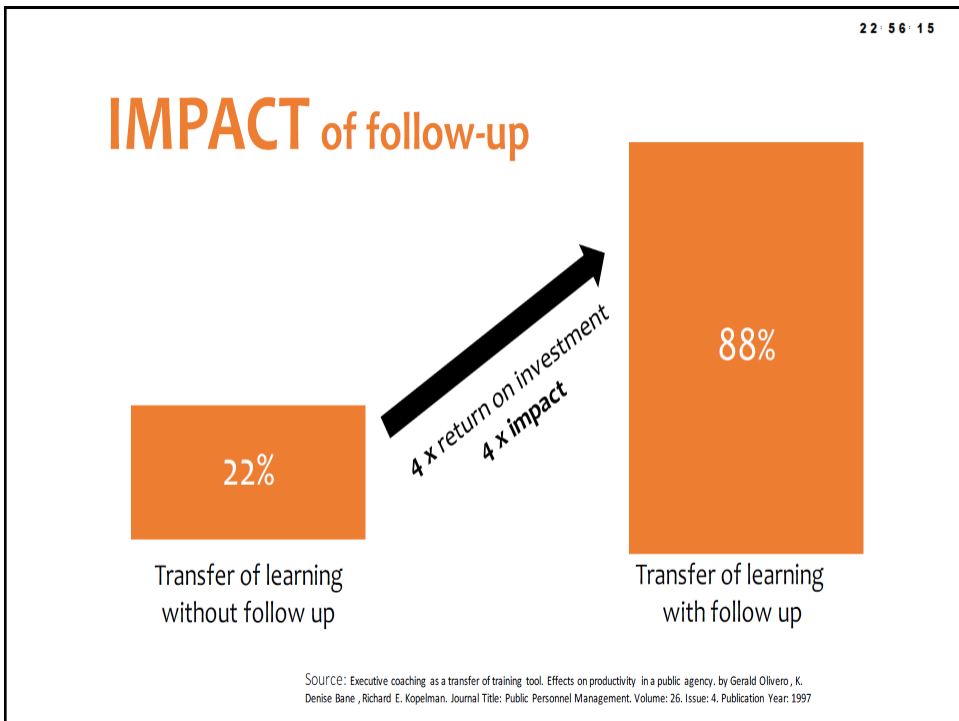 22:56:15
IMPACT of follow-up
88%
4 x return on investment
4 x impact
22%
Transfer of learning
without follow up
Transfer of learning
with follow up
Source: Executive coaching as a transfer of training tool. Effects on productivity in a public agency. by Gerald Olivero , K.
Denise Bane , Richard E. Kopelman. Journal Title: Public Personnel Management. Volume: 26. Issue: 4. Publication Year: 1997